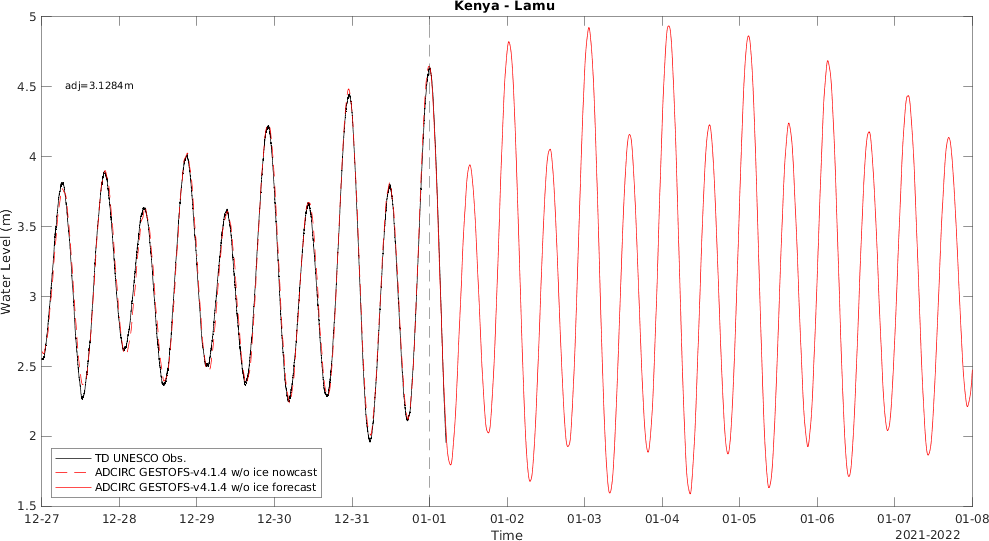 Kenya - Lamu
5
4.5
4
3.5
3
2.5
2
1.5
Water Level (m)
adj=3.1284m
TD UNESCO Obs.
ADCIRC GESTOFS-v4.1.4 w/o ice nowcast
ADCIRC GESTOFS-v4.1.4 w/o ice forecast
12-27 12-28 12-29 12-30 12-31 01-01 01-02 01-03 01-04 01-05 01-06 01-07 01-08
Time
2021-2022